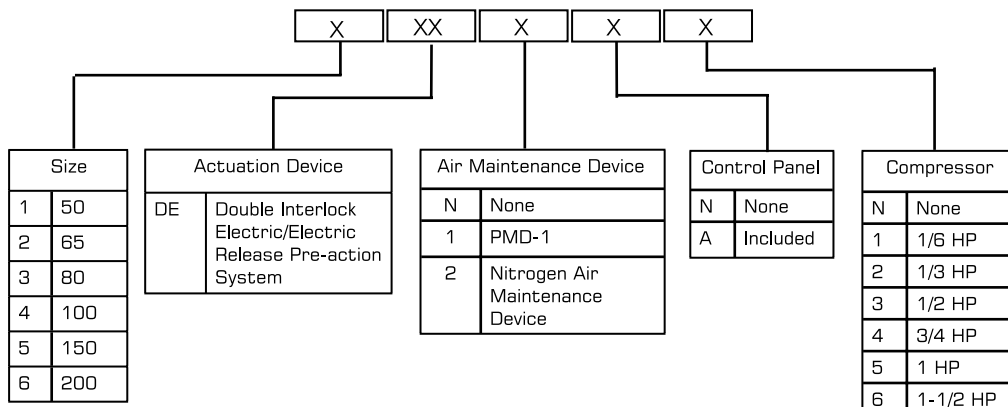 X XX X X X
Size
1 50
2 65
3 80
4 100
5 150
6 200
Actuation Device
DE Double Interlock
Electric/Electric
Release Pre-action
System
Air Maintenance Device
N None
1 PMD-1
2 Nitrogen Air
Maintenance
Device
Control Panel
N None
A Included
Compressor
N None
1 1/6 HP
2 1/3 HP
3 1/2 HP
4 3/4 HP
5 1 HP
6 1-1/2 HP